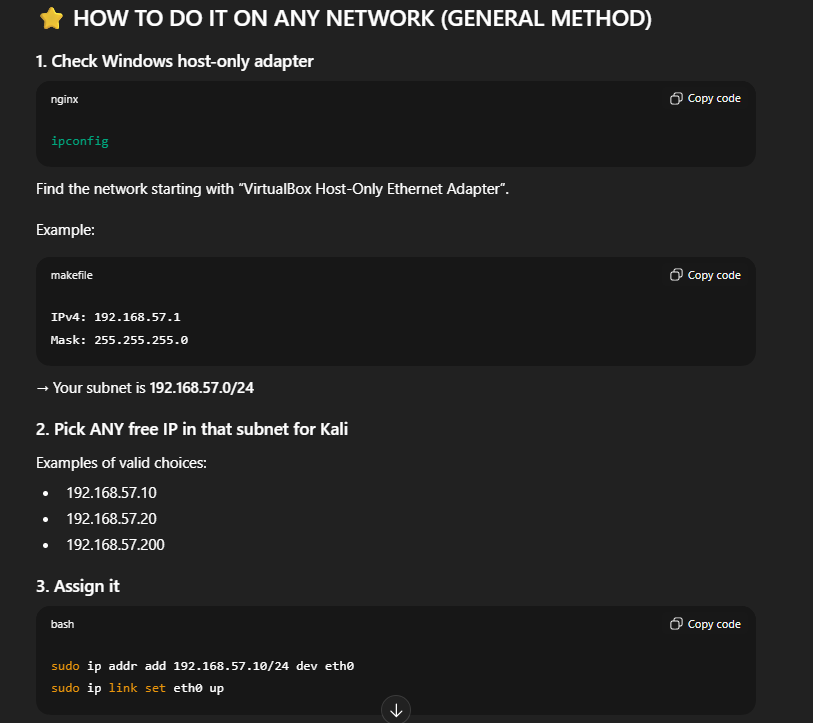 ⭐ HOW TO DO IT ON ANY NETWORK (GENERAL METHOD)
1. Check Windows host-only adapter
nginx
Copy code
ipconfig
Find the network starting with “VirtualBox Host-Only Ethernet Adapter”.
Example:
makefile
Copy code
IPv4: 192.168.57.1
Mask: 255.255.255.0
→ Your subnet is 192.168.57.0/24
2. Pick ANY free IP in that subnet for Kali
Examples of valid choices:
• 192.168.57.10
• 192.168.57.20
• 192.168.57.200
3. Assign it
bash
Copy code
sudo ip addr add 192.168.57.10/24 dev eth0
sudo ip link set eth0 up